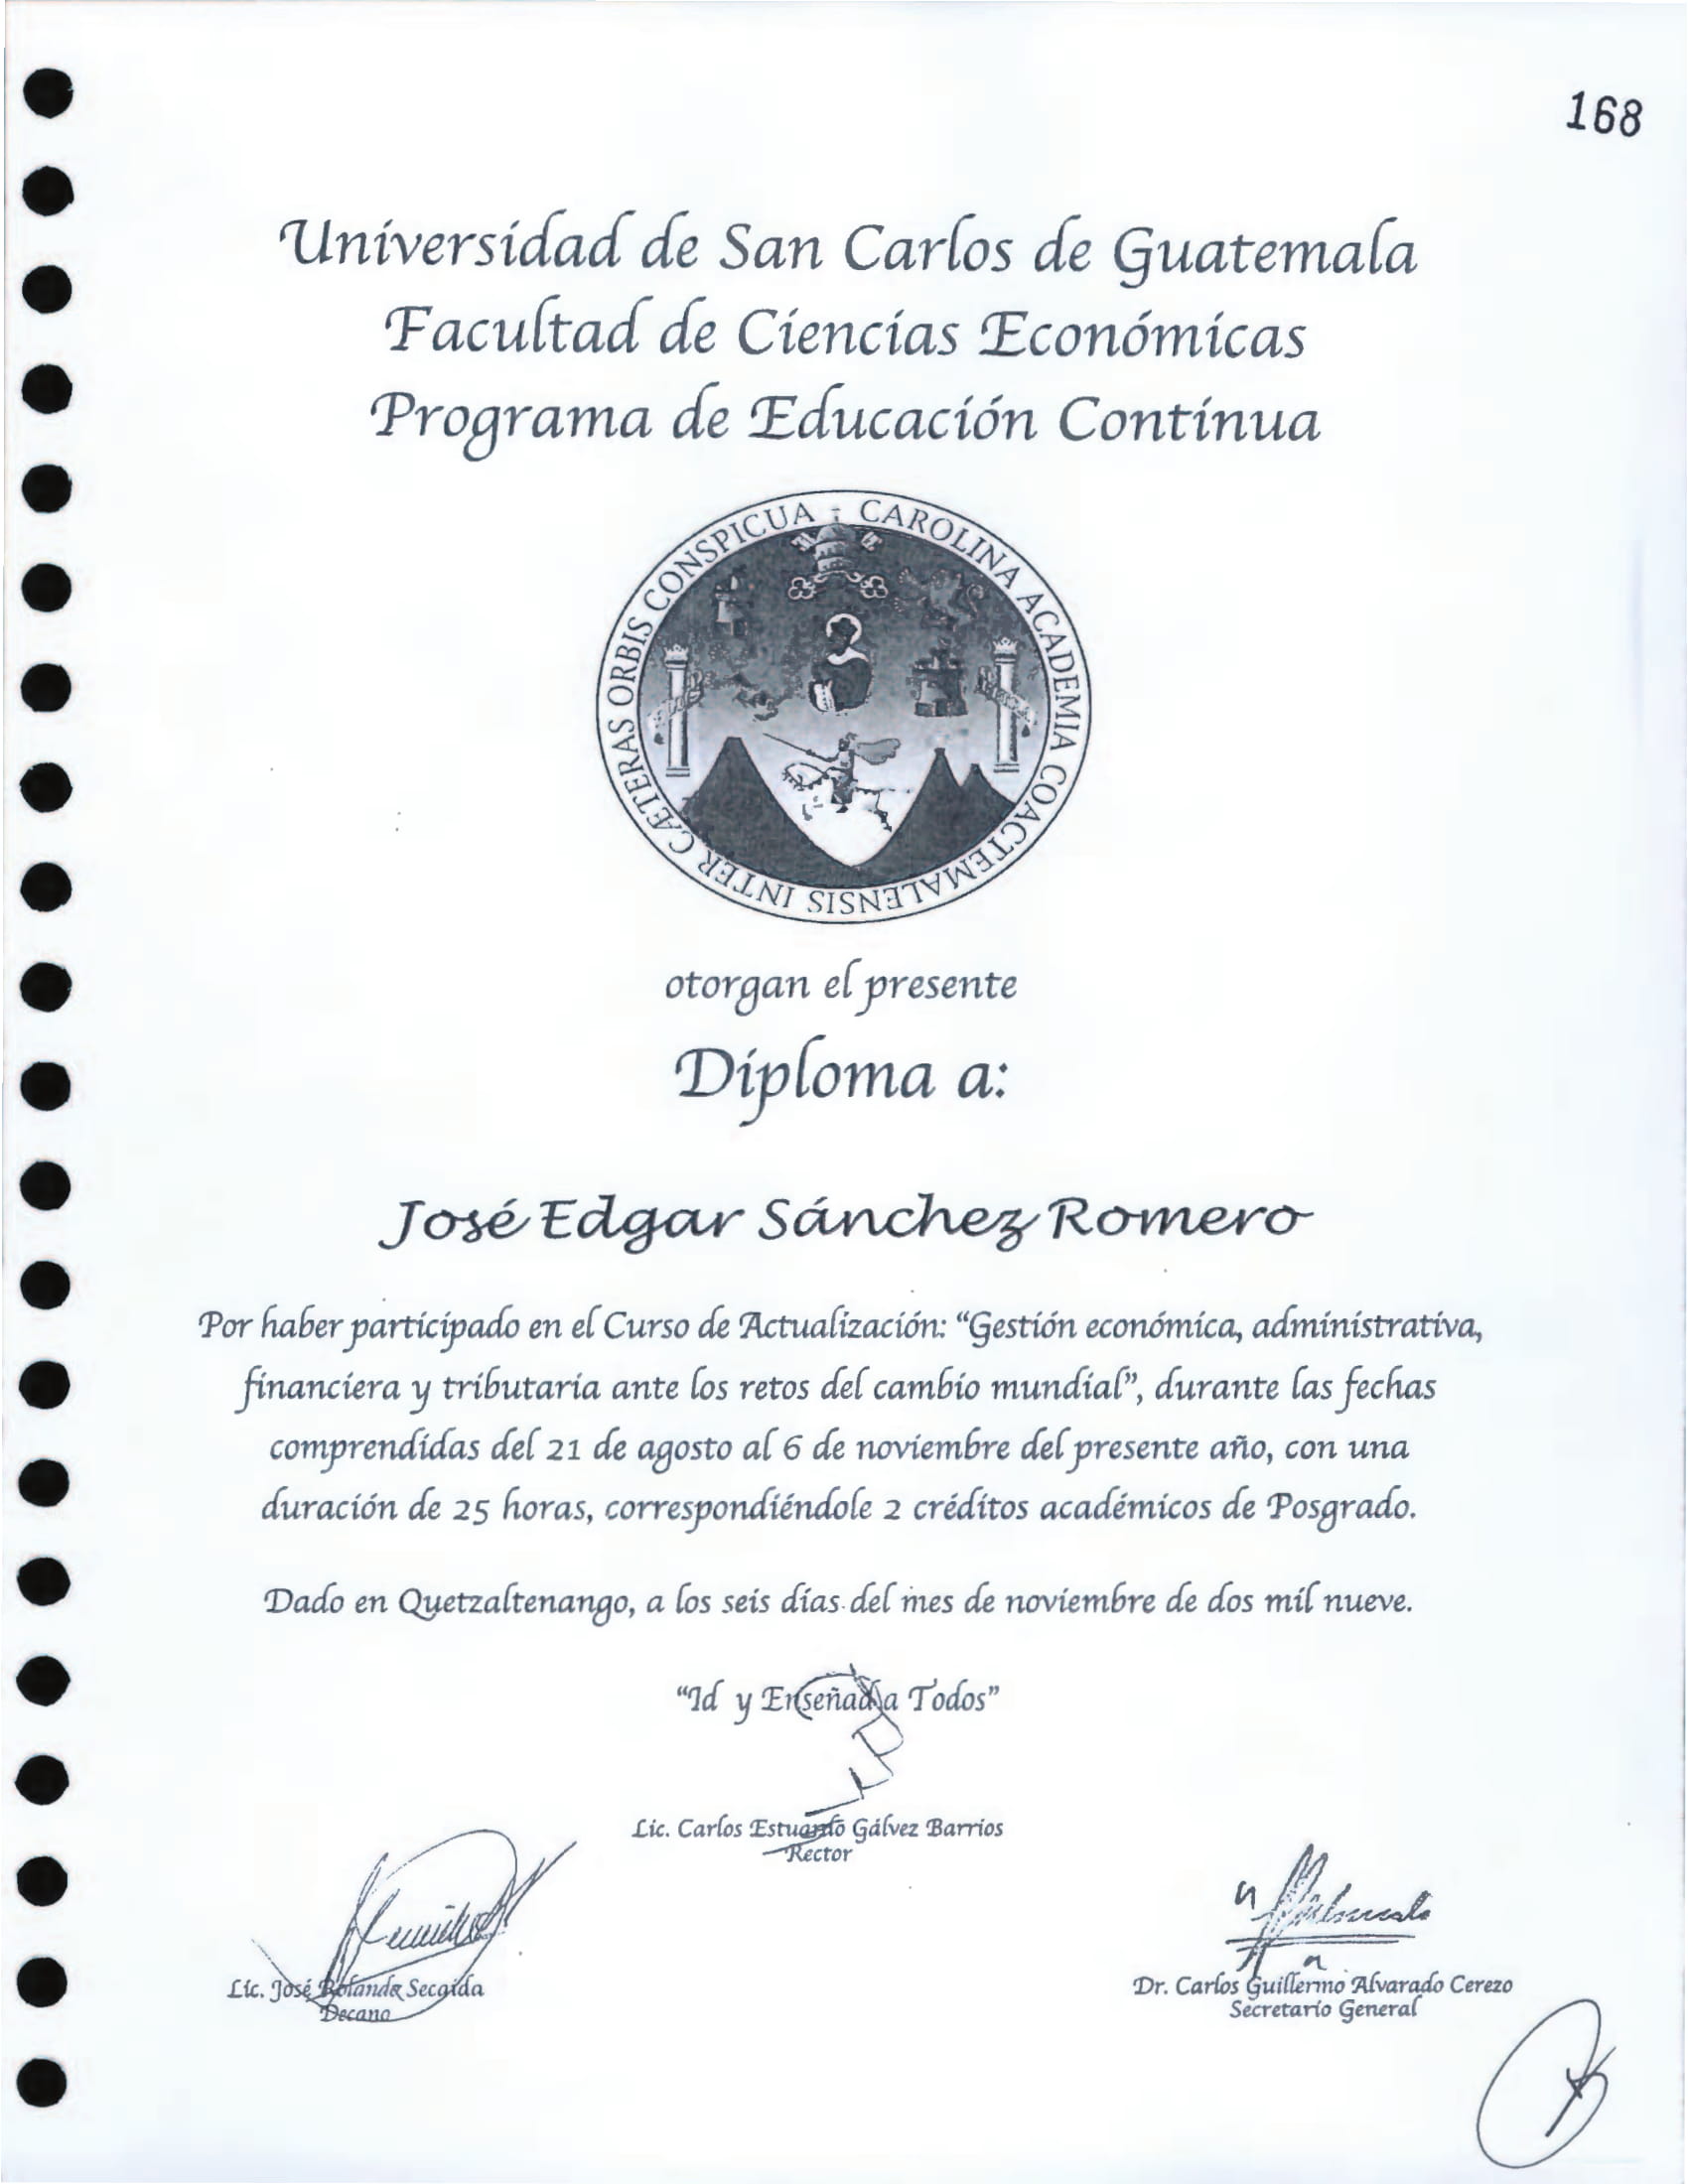 168
Universidad de San Carlos de Guatemala
Facultad de Ciencias Económicas
Programa de Educación Contínua
CAROLINA ACADEMIA COACTEMALENSIS INTER CÆTERAS ORBIS CONSPICUA
otorgan el presente
Diploma a:
José Edgar Sánchez Romero
Por haber participado en el Curso de Actualización: “Gestión económica, administrativa,
financiera y tributaria ante los retos del cambio mundial”, durante las fechas
comprendidas del 21 de agosto al 6 de noviembre del presente año, con una
duración de 25 horas, correspondiéndole 2 créditos académicos de Posgrado.
Dado en Quetzaltenango, a los seis días del mes de noviembre de dos mil nueve.
“Id y Enseñad a Todos”
Lic. Carlos Estuardo Gálvez Barrios
Rector
Lic. José Rolando Secaida
Decano
Dr. Carlos Guillermo Alvarado Cerezo
Secretario General